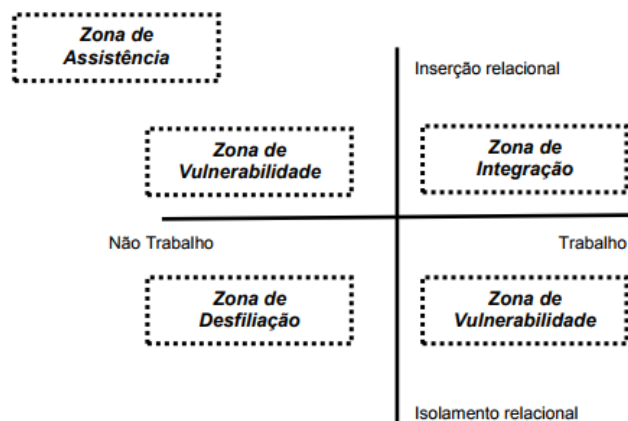 Zona de
Assistência
Inserção relacional
Zona de
Vulnerabilidade
Zona de
Integração
Não Trabalho
Trabalho
Zona de
Desfiliação
Zona de
Vulnerabilidade
Isolamento relacional